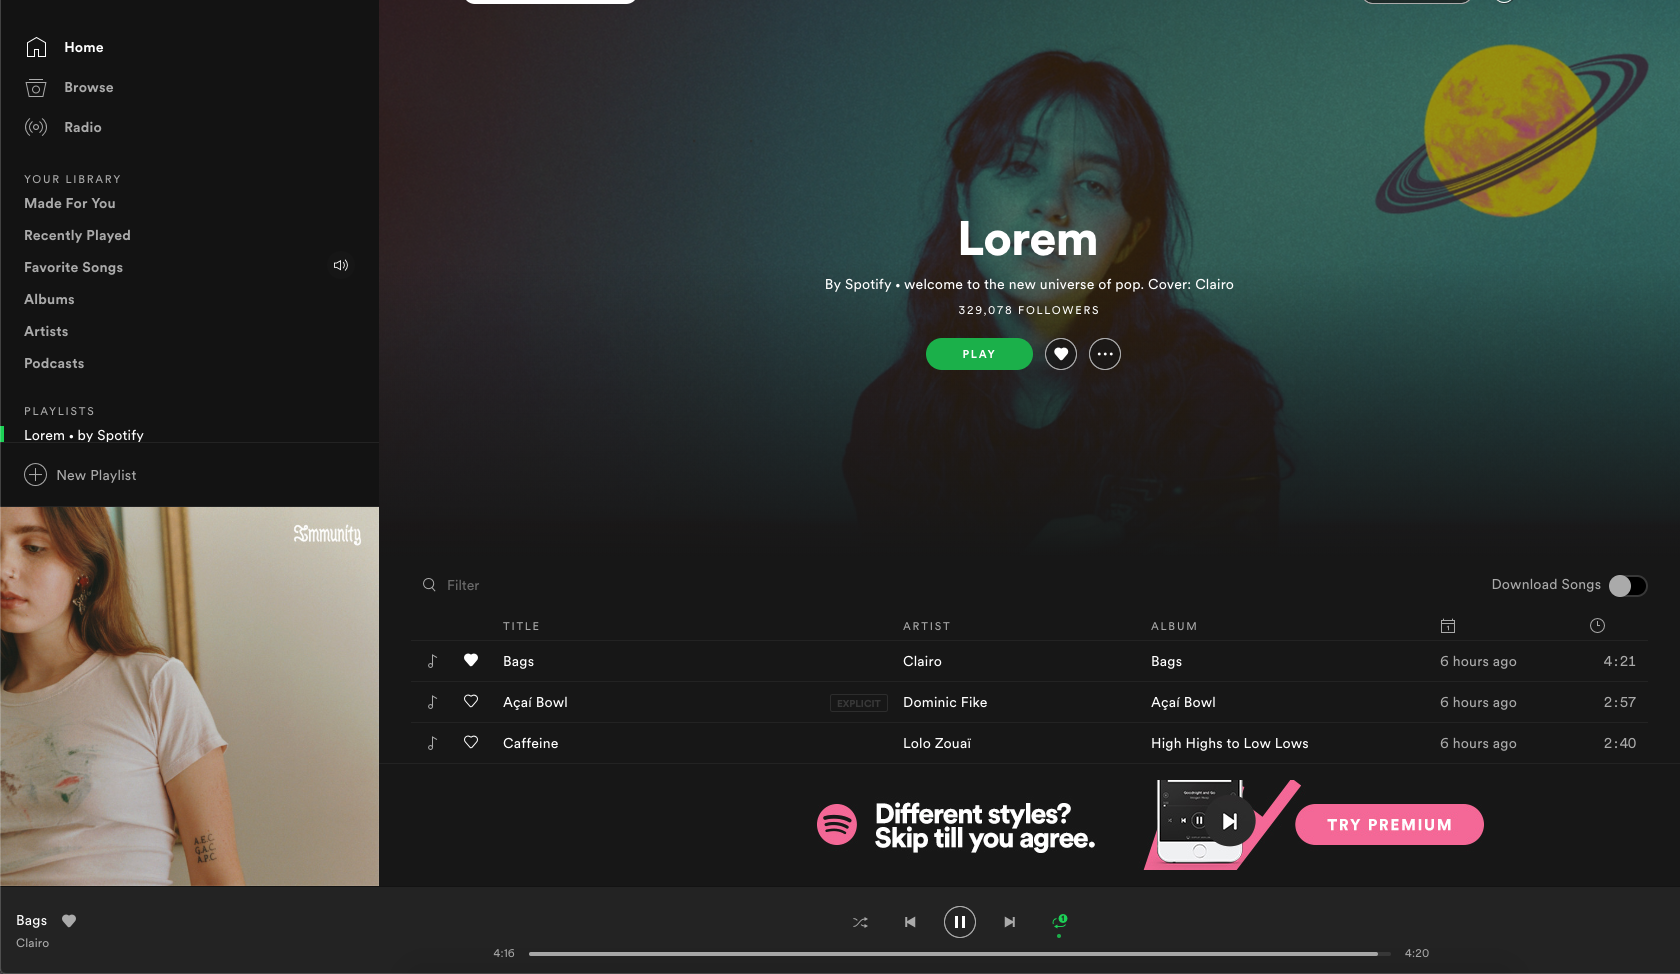 Home
Browse
Radio
YOUR LIBRARY
Made For You
Recently Played
Favorite Songs
Albums
Artists
Podcasts
PLAYLISTS
Lorem • by Spotify
New Playlist
Immunity
A.E.C.
G.A.C.
A.P.C.
Lorem
By Spotify • welcome to the new universe of pop. Cover: Clairo
329,078 FOLLOWERS
PLAY
Filter
Download Songs
TITLE ARTIST ALBUM
Bags Clairo Bags 6 hours ago 4:21
Açaí Bowl EXPLICIT Dominic Fike Açaí Bowl 6 hours ago 2:57
Caffeine Lolo Zouaï High Highs to Low Lows 6 hours ago 2:40
Different styles?
Skip till you agree.
TRY PREMIUM
Bags
Clairo
1
4:16 4:20